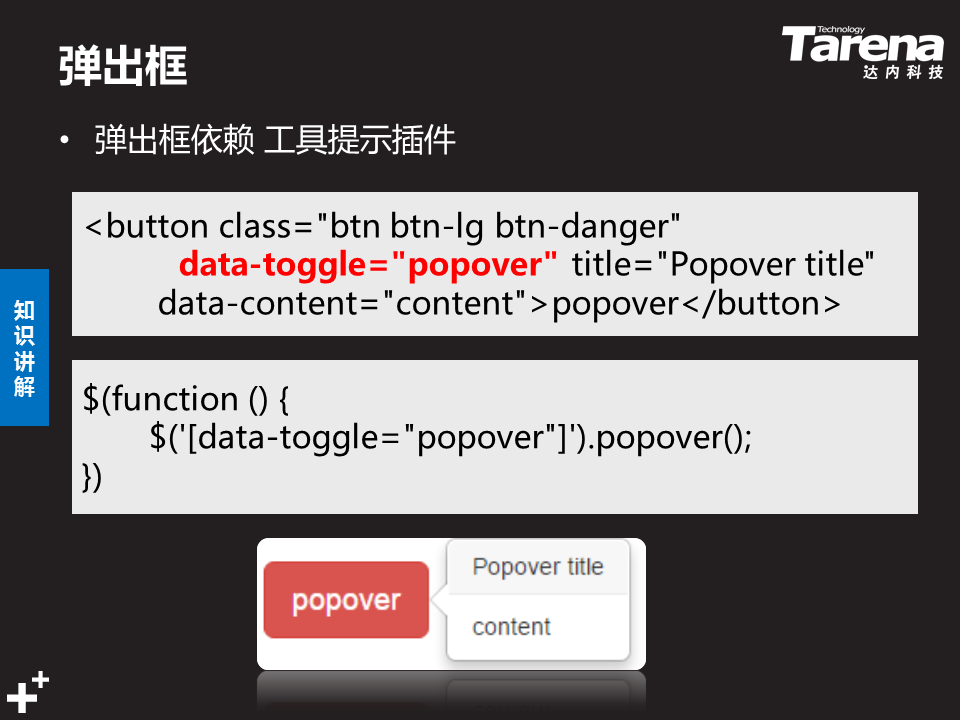 弹出框
Technology
Tarena
达内科技
• 弹出框依赖 工具提示插件
<button class="btn btn-lg btn-danger"
data-toggle="popover" title="Popover title"
data-content="content">popover</button>
知识讲解
$(function () {
$('[data-toggle="popover"]').popover();
})
Popover title
popover
content